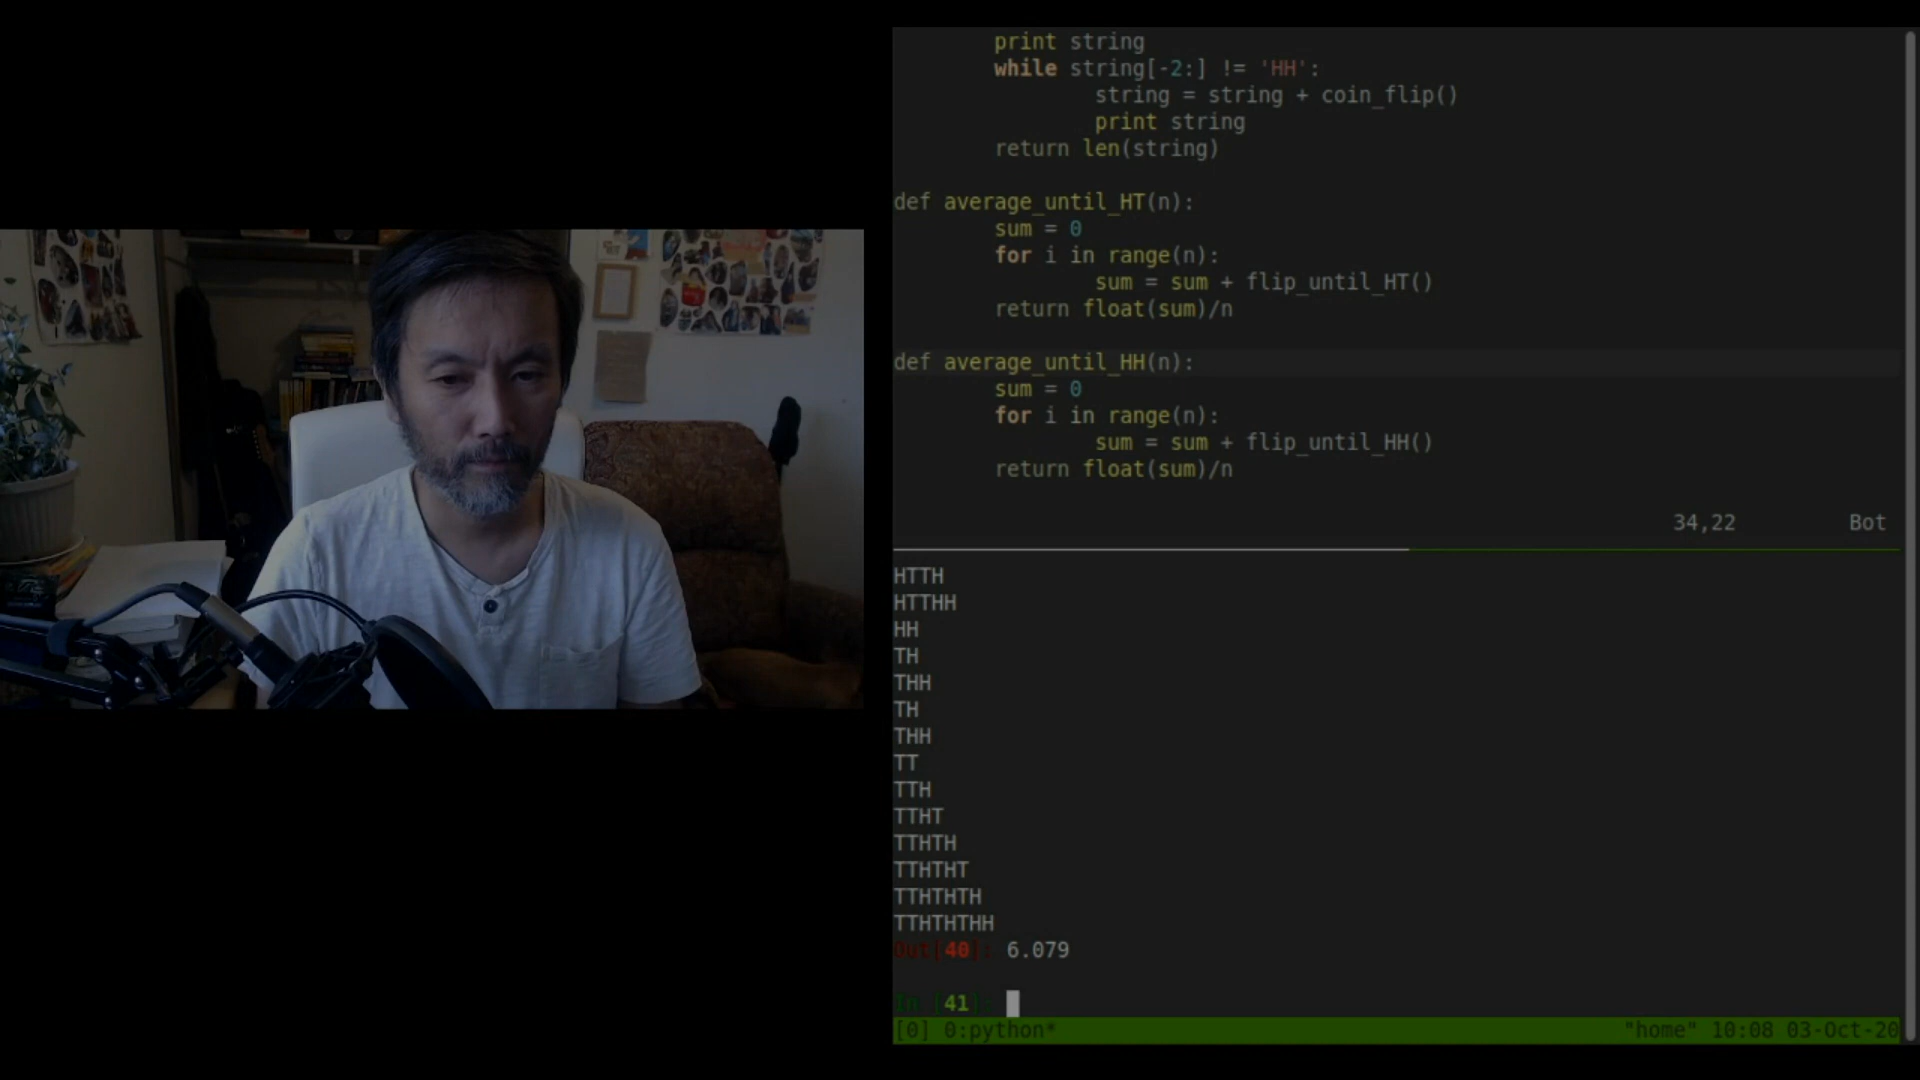 print string
while string[-2:] != 'HH':
string = string + coin_flip()
print string
return len(string)
def average_until_HT(n):
sum = 0
for i in range(n):
sum = sum + flip_until_HT()
return float(sum)/n
def average_until_HH(n):
sum = 0
for i in range(n):
sum = sum + flip_until_HH()
return float(sum)/n
34,22 Bot
HTTH
HTTHH
HH
TH
THH
TH
THH
TT
TTH
TTHT
TTHTH
TTHTHT
TTHTHTH
TTHTHTHH
Out[40]: 6.079
In [41]:
[0] 0:python* "home" 10:08 03-Oct-20